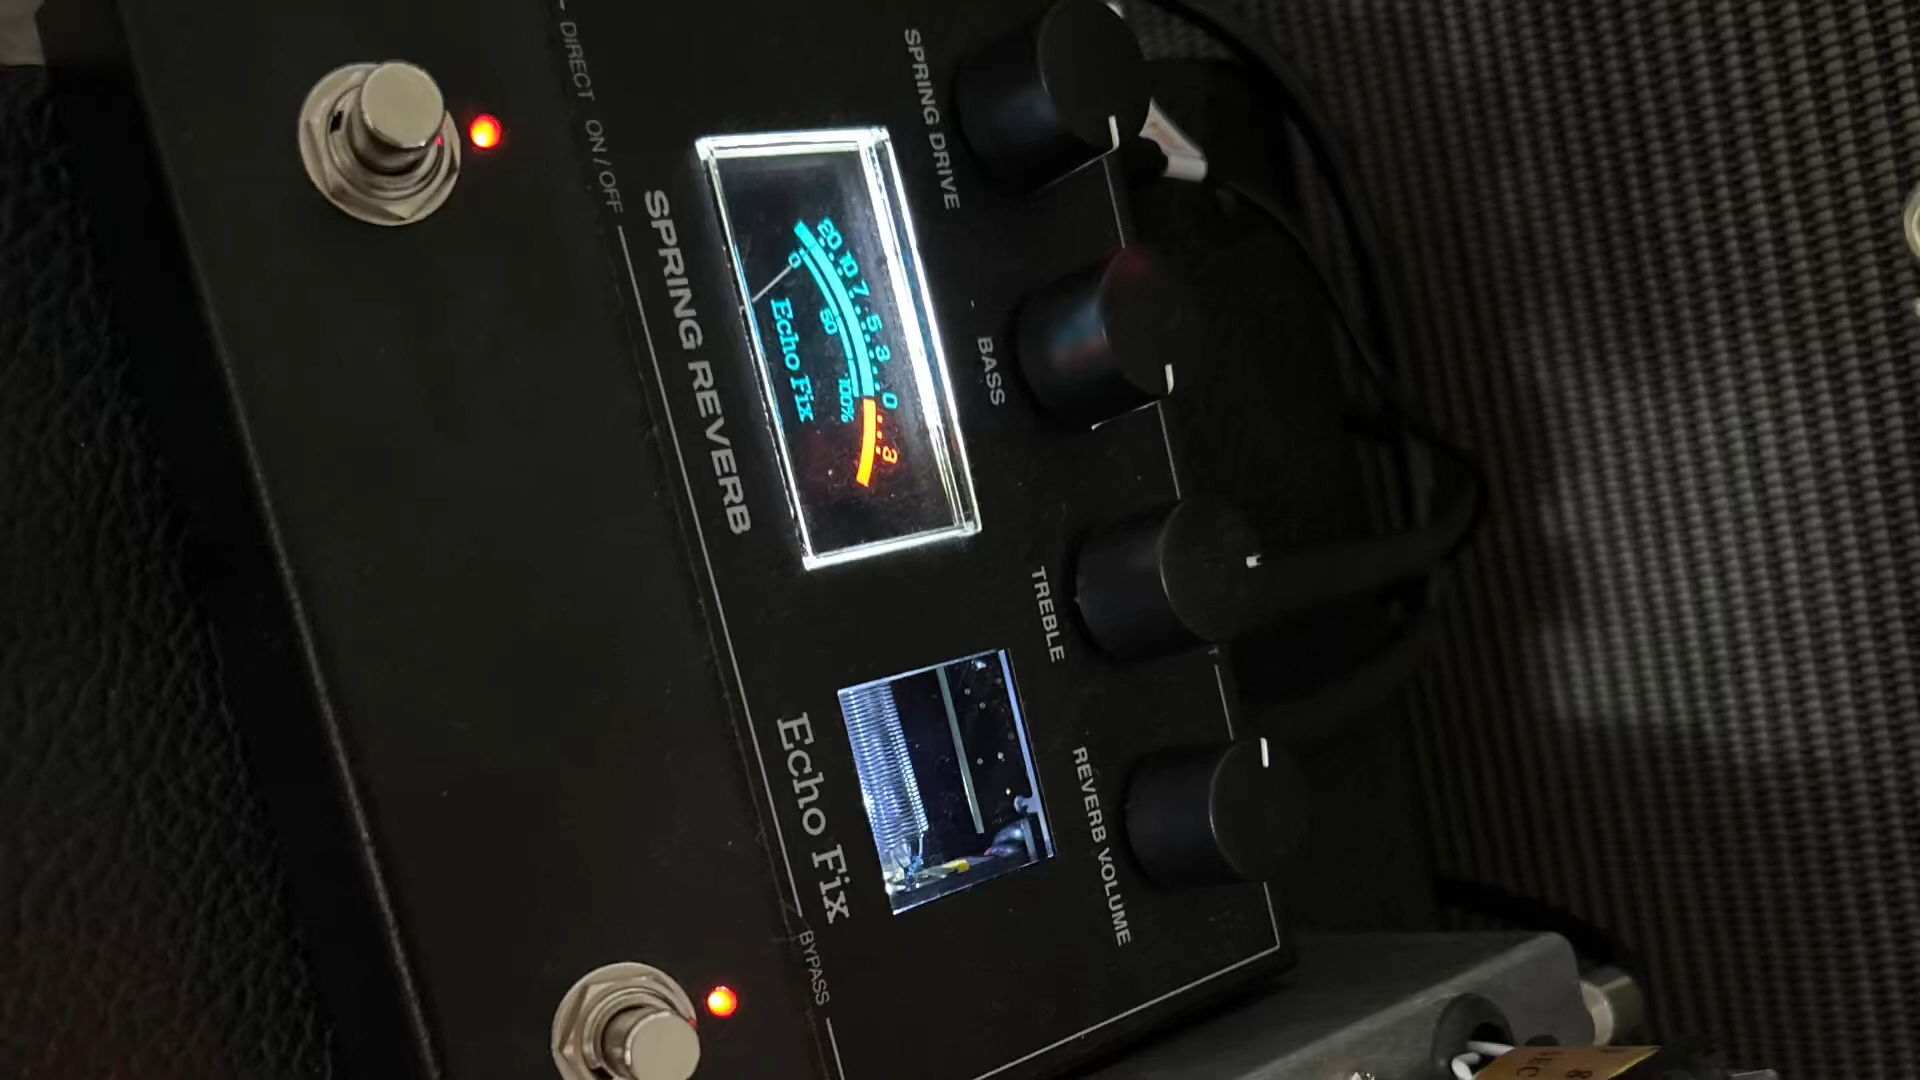 SPRING DRIVE
BASS
TREBLE
REVERB VOLUME
20 10 7 5 3 0 3
0 50 100%
Echo Fix
SPRING REVERB
Echo Fix
DIRECT ON / OFF
BYPASS